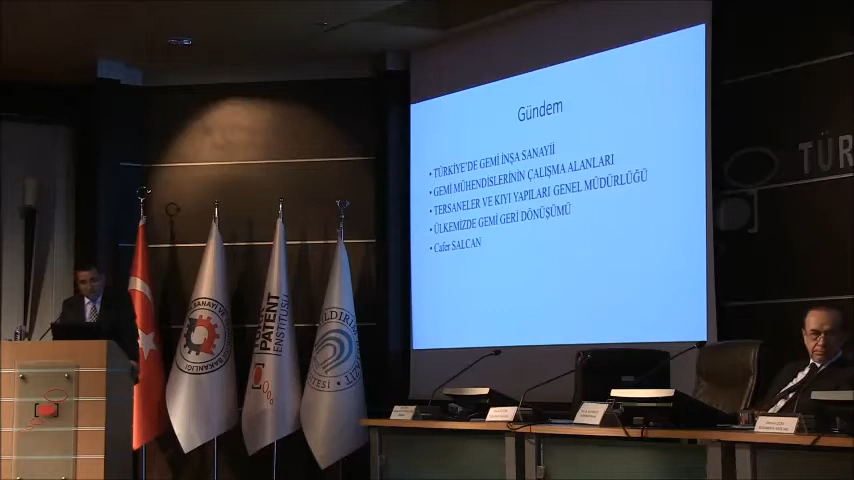 Gündem
• TÜRKİYE'DE GEMİ İNŞA SANAYİİ
• GEMİ MÜHENDİSLERİNİN ÇALIŞMA ALANLARI
• TERSANELER VE KIYI YAPILARI GENEL MÜDÜRLÜĞÜ
• ÜLKEMİZDE GEMİ GERİ DÖNÜŞÜMÜ
• Cafer SALCAN
TÜR
PATENT
ENSTİTÜSÜ